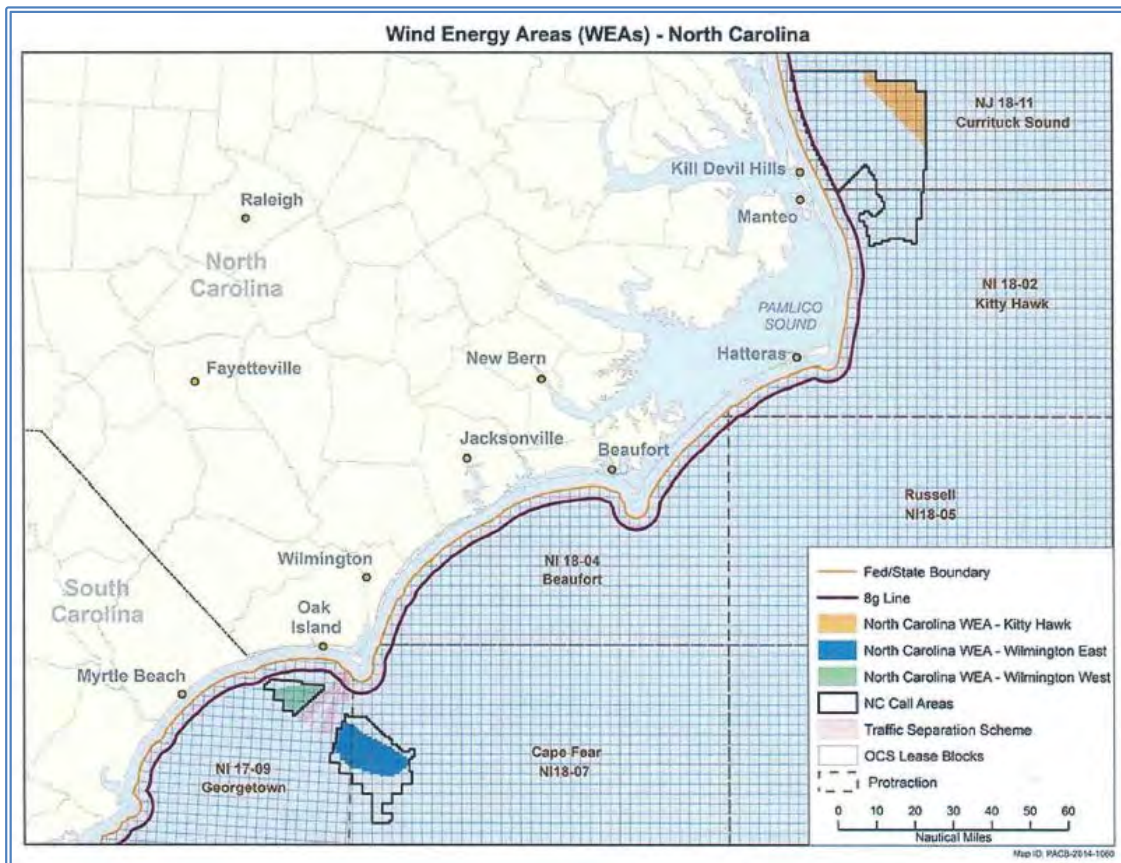 Wind Energy Areas (WEAs) - North Carolina
NJ 18-11
Currituck Sound
Kill Devil Hills
Manteo
Raleigh
North
Carolina
NI 18-02
Kitty Hawk
PAMLICO
SOUND
Hatteras
New Bern
Fayetteville
Jacksonville
Beaufort
Russell
NI18-05
Wilmington
NI 18-04
Beaufort
South
Carolina
Oak
Island
Myrtle Beach
Cape Fear
NI18-07
NI 17-09
Georgetown
Fed/State Boundary
8g Line
North Carolina WEA - Kitty Hawk
North Carolina WEA - Wilmington East
North Carolina WEA - Wilmington West
NC Call Areas
Traffic Separation Scheme
OCS Lease Blocks
Protraction
0 10 20 30 40 50 60
Nautical Miles
Map ID: PACB-2014-1060